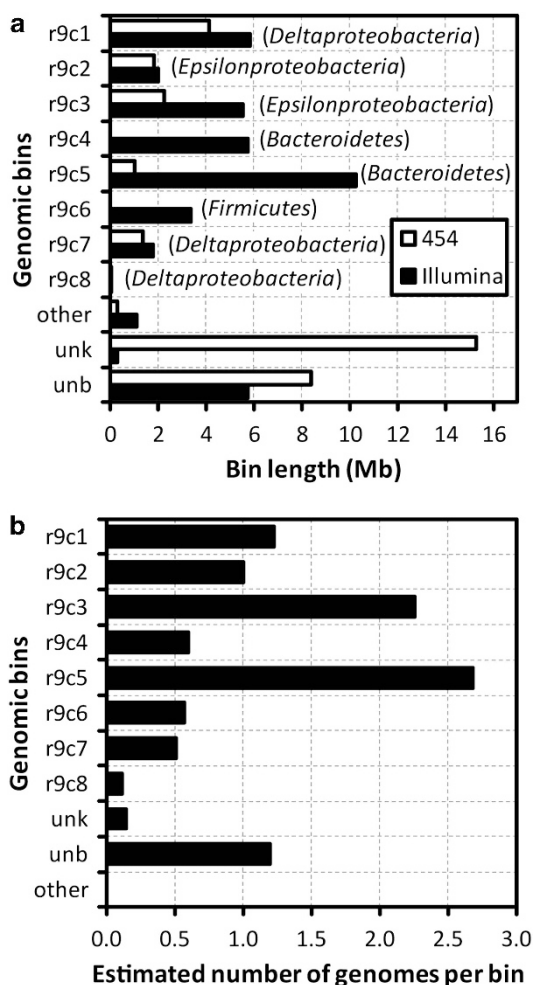 a
Genomic bins
r9c1
(Deltaproteobacteria)
r9c2
(Epsilonproteobacteria)
r9c3
(Epsilonproteobacteria)
r9c4
(Bacteroidetes)
r9c5
(Bacteroidetes)
r9c6
(Firmicutes)
r9c7
(Deltaproteobacteria)
r9c8
(Deltaproteobacteria)
other
unk
unb
454
Illumina
0 2 4 6 8 10 12 14 16
Bin length (Mb)
b
Genomic bins
r9c1
r9c2
r9c3
r9c4
r9c5
r9c6
r9c7
r9c8
unk
unb
other
0.0 0.5 1.0 1.5 2.0 2.5 3.0
Estimated number of genomes per bin